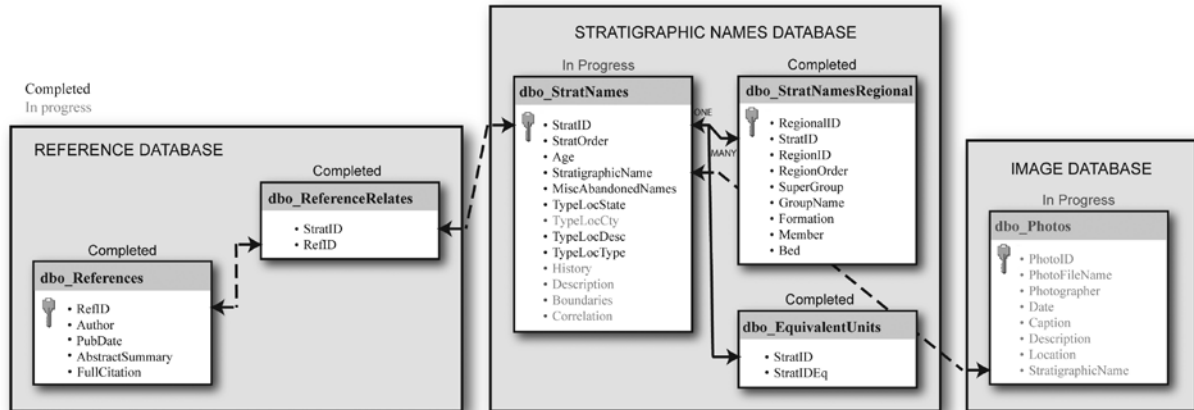 Completed
In progress
REFERENCE DATABASE
Completed
dbo_References
• RefID
• Author
• PubDate
• AbstractSummary
• FullCitation
Completed
dbo_ReferenceRelates
• StratID
• RefID
STRATIGRAPHIC NAMES DATABASE
In Progress
dbo_StratNames
• StratID
• StratOrder
• Age
• StratigraphicName
• MiscAbandonedNames
• TypeLocState
• TypeLocCty
• TypeLocDesc
• TypeLocType
• History
• Description
• Boundaries
• Correlation
ONE
MANY
Completed
dbo_StratNamesRegional
• RegionalID
• StratID
• RegionID
• RegionOrder
• SuperGroup
• GroupName
• Formation
• Member
• Bed
Completed
dbo_EquivalentUnits
• StratID
• StratIDEq
IMAGE DATABASE
In Progress
dbo_Photos
• PhotoID
• PhotoFileName
• Photographer
• Date
• Caption
• Description
• Location
• StratigraphicName